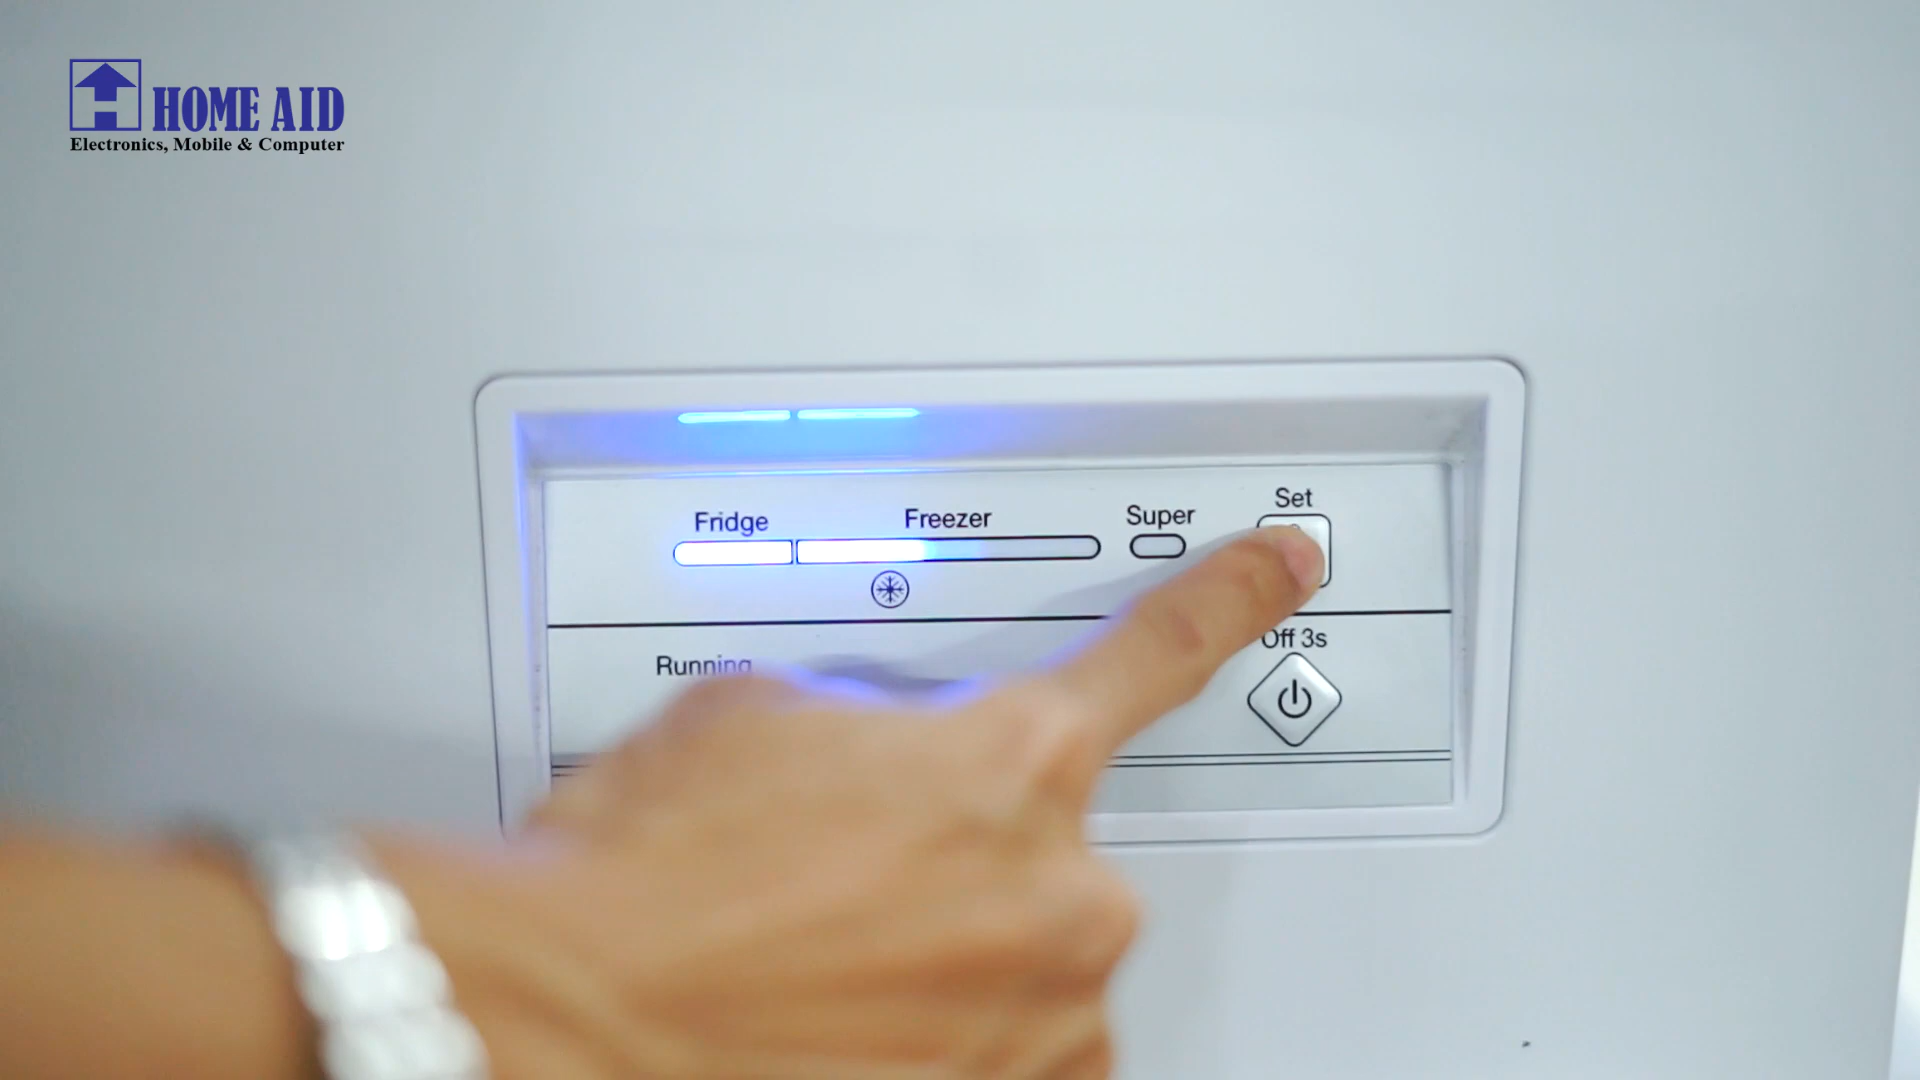 HOME AID
Electronics, Mobile & Computer
Fridge Freezer Super Set
Running
Off 3s